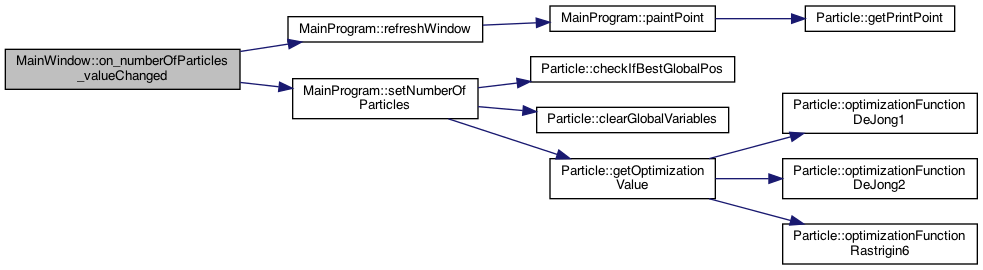 MainWindow::on_numberOfParticles
_valueChanged
MainProgram::refreshWindow
MainProgram::paintPoint
Particle::getPrintPoint
MainProgram::setNumberOf
Particles
Particle::checkIfBestGlobalPos
Particle::clearGlobalVariables
Particle::getOptimization
Value
Particle::optimizationFunction
DeJong1
Particle::optimizationFunction
DeJong2
Particle::optimizationFunction
Rastrigin6